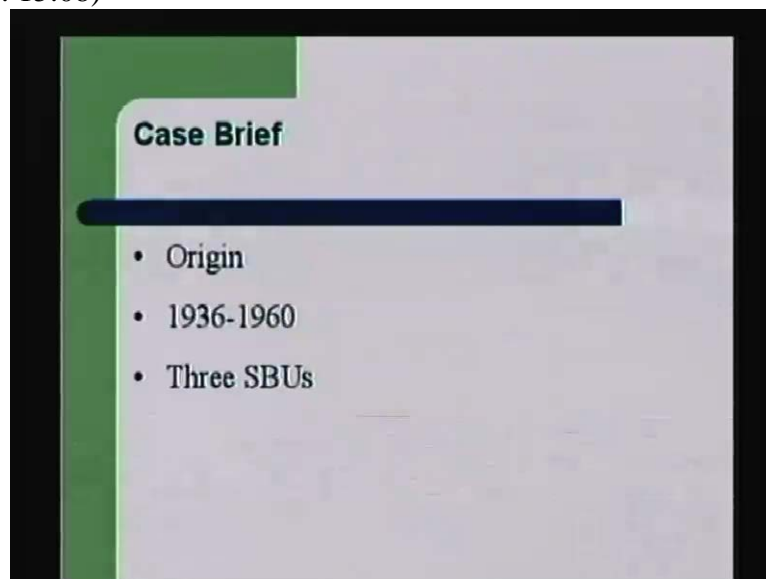 Case Brief
• Origin
• 1936-1960
• Three SBUs